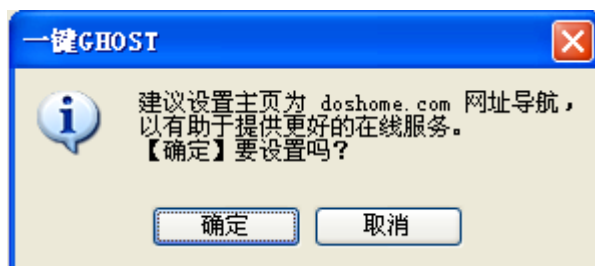 一键GHOST
建议设置主页为 doshome.com 网址导航，
以有助于提供更好的在线服务。
【确定】要设置吗？
确定
取消